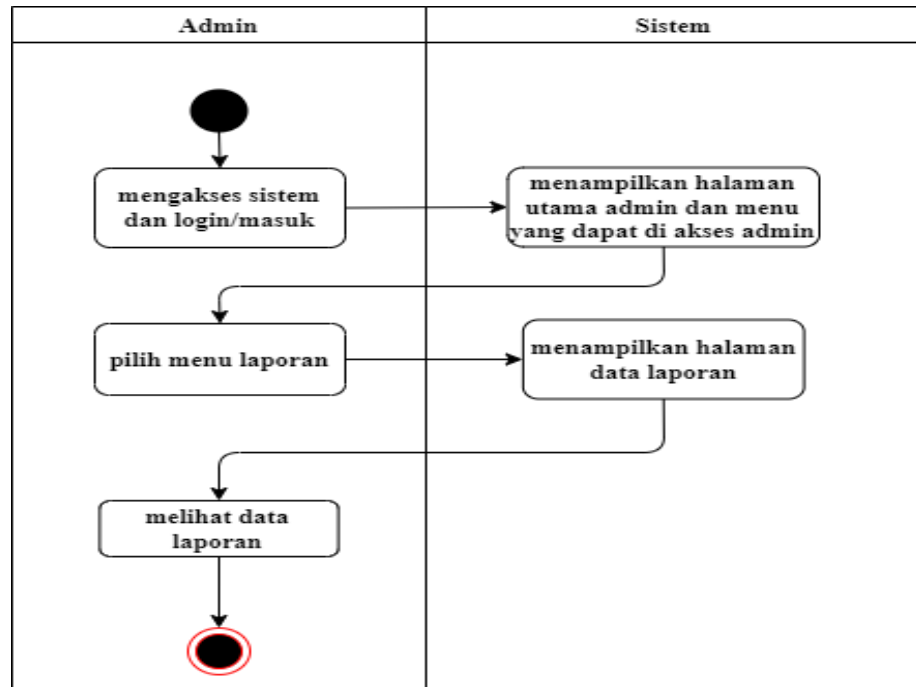 Admin
Sistem
mengakses sistem
dan login/masuk
menampilkan halaman
utama admin dan menu
yang dapat di akses admin
pilih menu laporan
menampilkan halaman
data laporan
melihat data
laporan